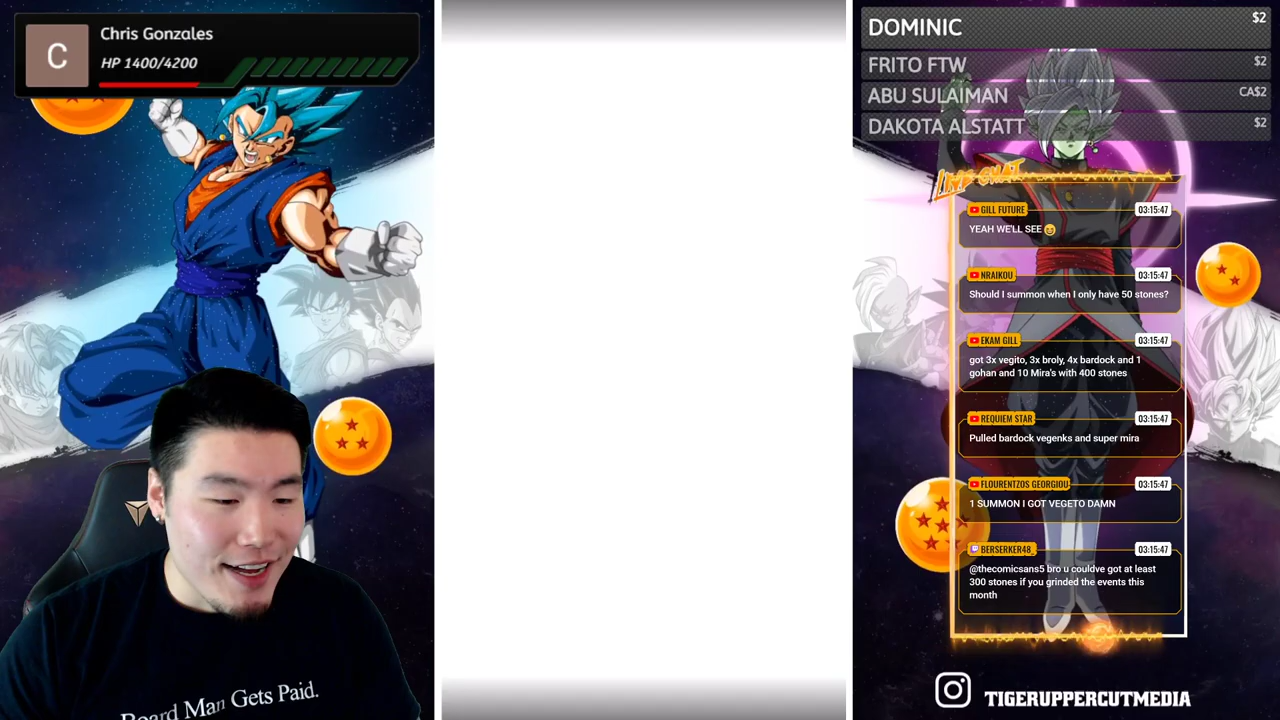 Chris Gonzales
C
HP 1400/4200
Board Man Gets Paid.
DOMINIC $2
FRITO FTW $2
ABU SULAIMAN CA$2
DAKOTA ALSTATT $2
LIVE CHAT
GILL FUTURE 03:15:47
YEAH WE'LL SEE
NRAIKOU 03:15:47
Should I summon when I only have 50 stones?
EKAM GILL 03:15:47
got 3x vegito, 3x broly, 4x bardock and 1
gohan and 10 Mira's with 400 stones
REQUIEM STAR 03:15:47
Pulled bardock vegenks and super mira
FLOURENTZOS GEORGIOU 03:15:47
1 SUMMON I GOT VEGETO DAMN
BERSERKER48_ 03:15:47
@thecomicsans5 bro u couldve got at least
300 stones if you grinded the events this
month
TIGERUPPERCUTMEDIA